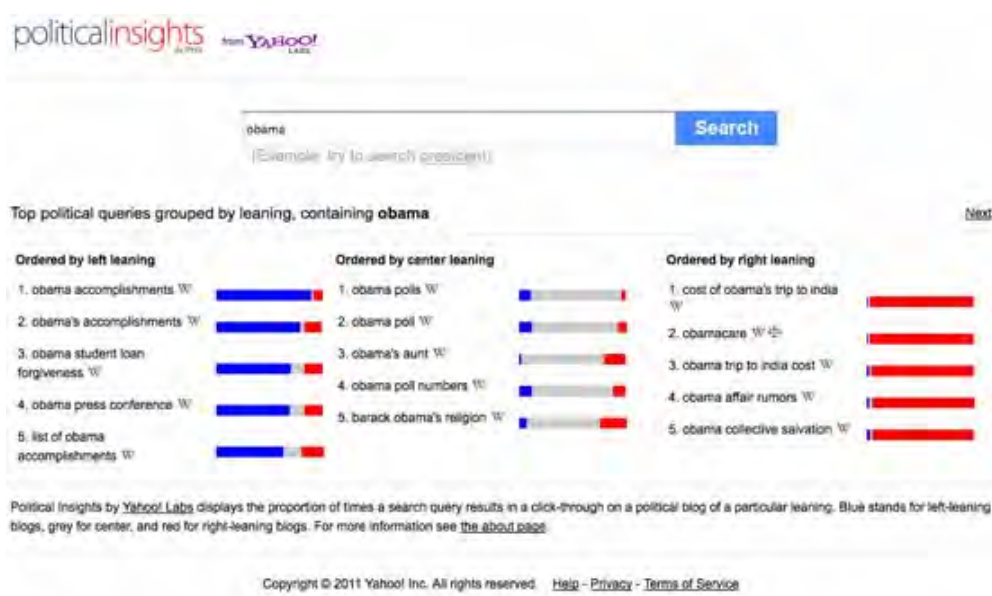 politicalinsights from YAHOO!
LABS
obama
Search
(Example: try to search president)
Top political queries grouped by leaning, containing obama
Next
Ordered by left leaning
1. obama accomplishments W
2. obama's accomplishments W
3. obama student loan
forgiveness W
4. obama press conference W
5. list of obama
accomplishments W
Ordered by center leaning
1. obama polls W
2. obama poll W
3. obama's aunt W
4. obama poll numbers W
5. barack obama's religion W
Ordered by right leaning
1. cost of obama's trip to india
W
2. obamacare W
3. obama trip to india cost W
4. obama affair rumors W
5. obama collective salvation W
Political Insights by Yahoo! Labs displays the proportion of times a search query results in a click-through on a political blog of a particular leaning. Blue stands for left-leaning
blogs, grey for center, and red for right-leaning blogs. For more information see the about page.
Copyright © 2011 Yahoo! Inc. All rights reserved. Help - Privacy - Terms of Service